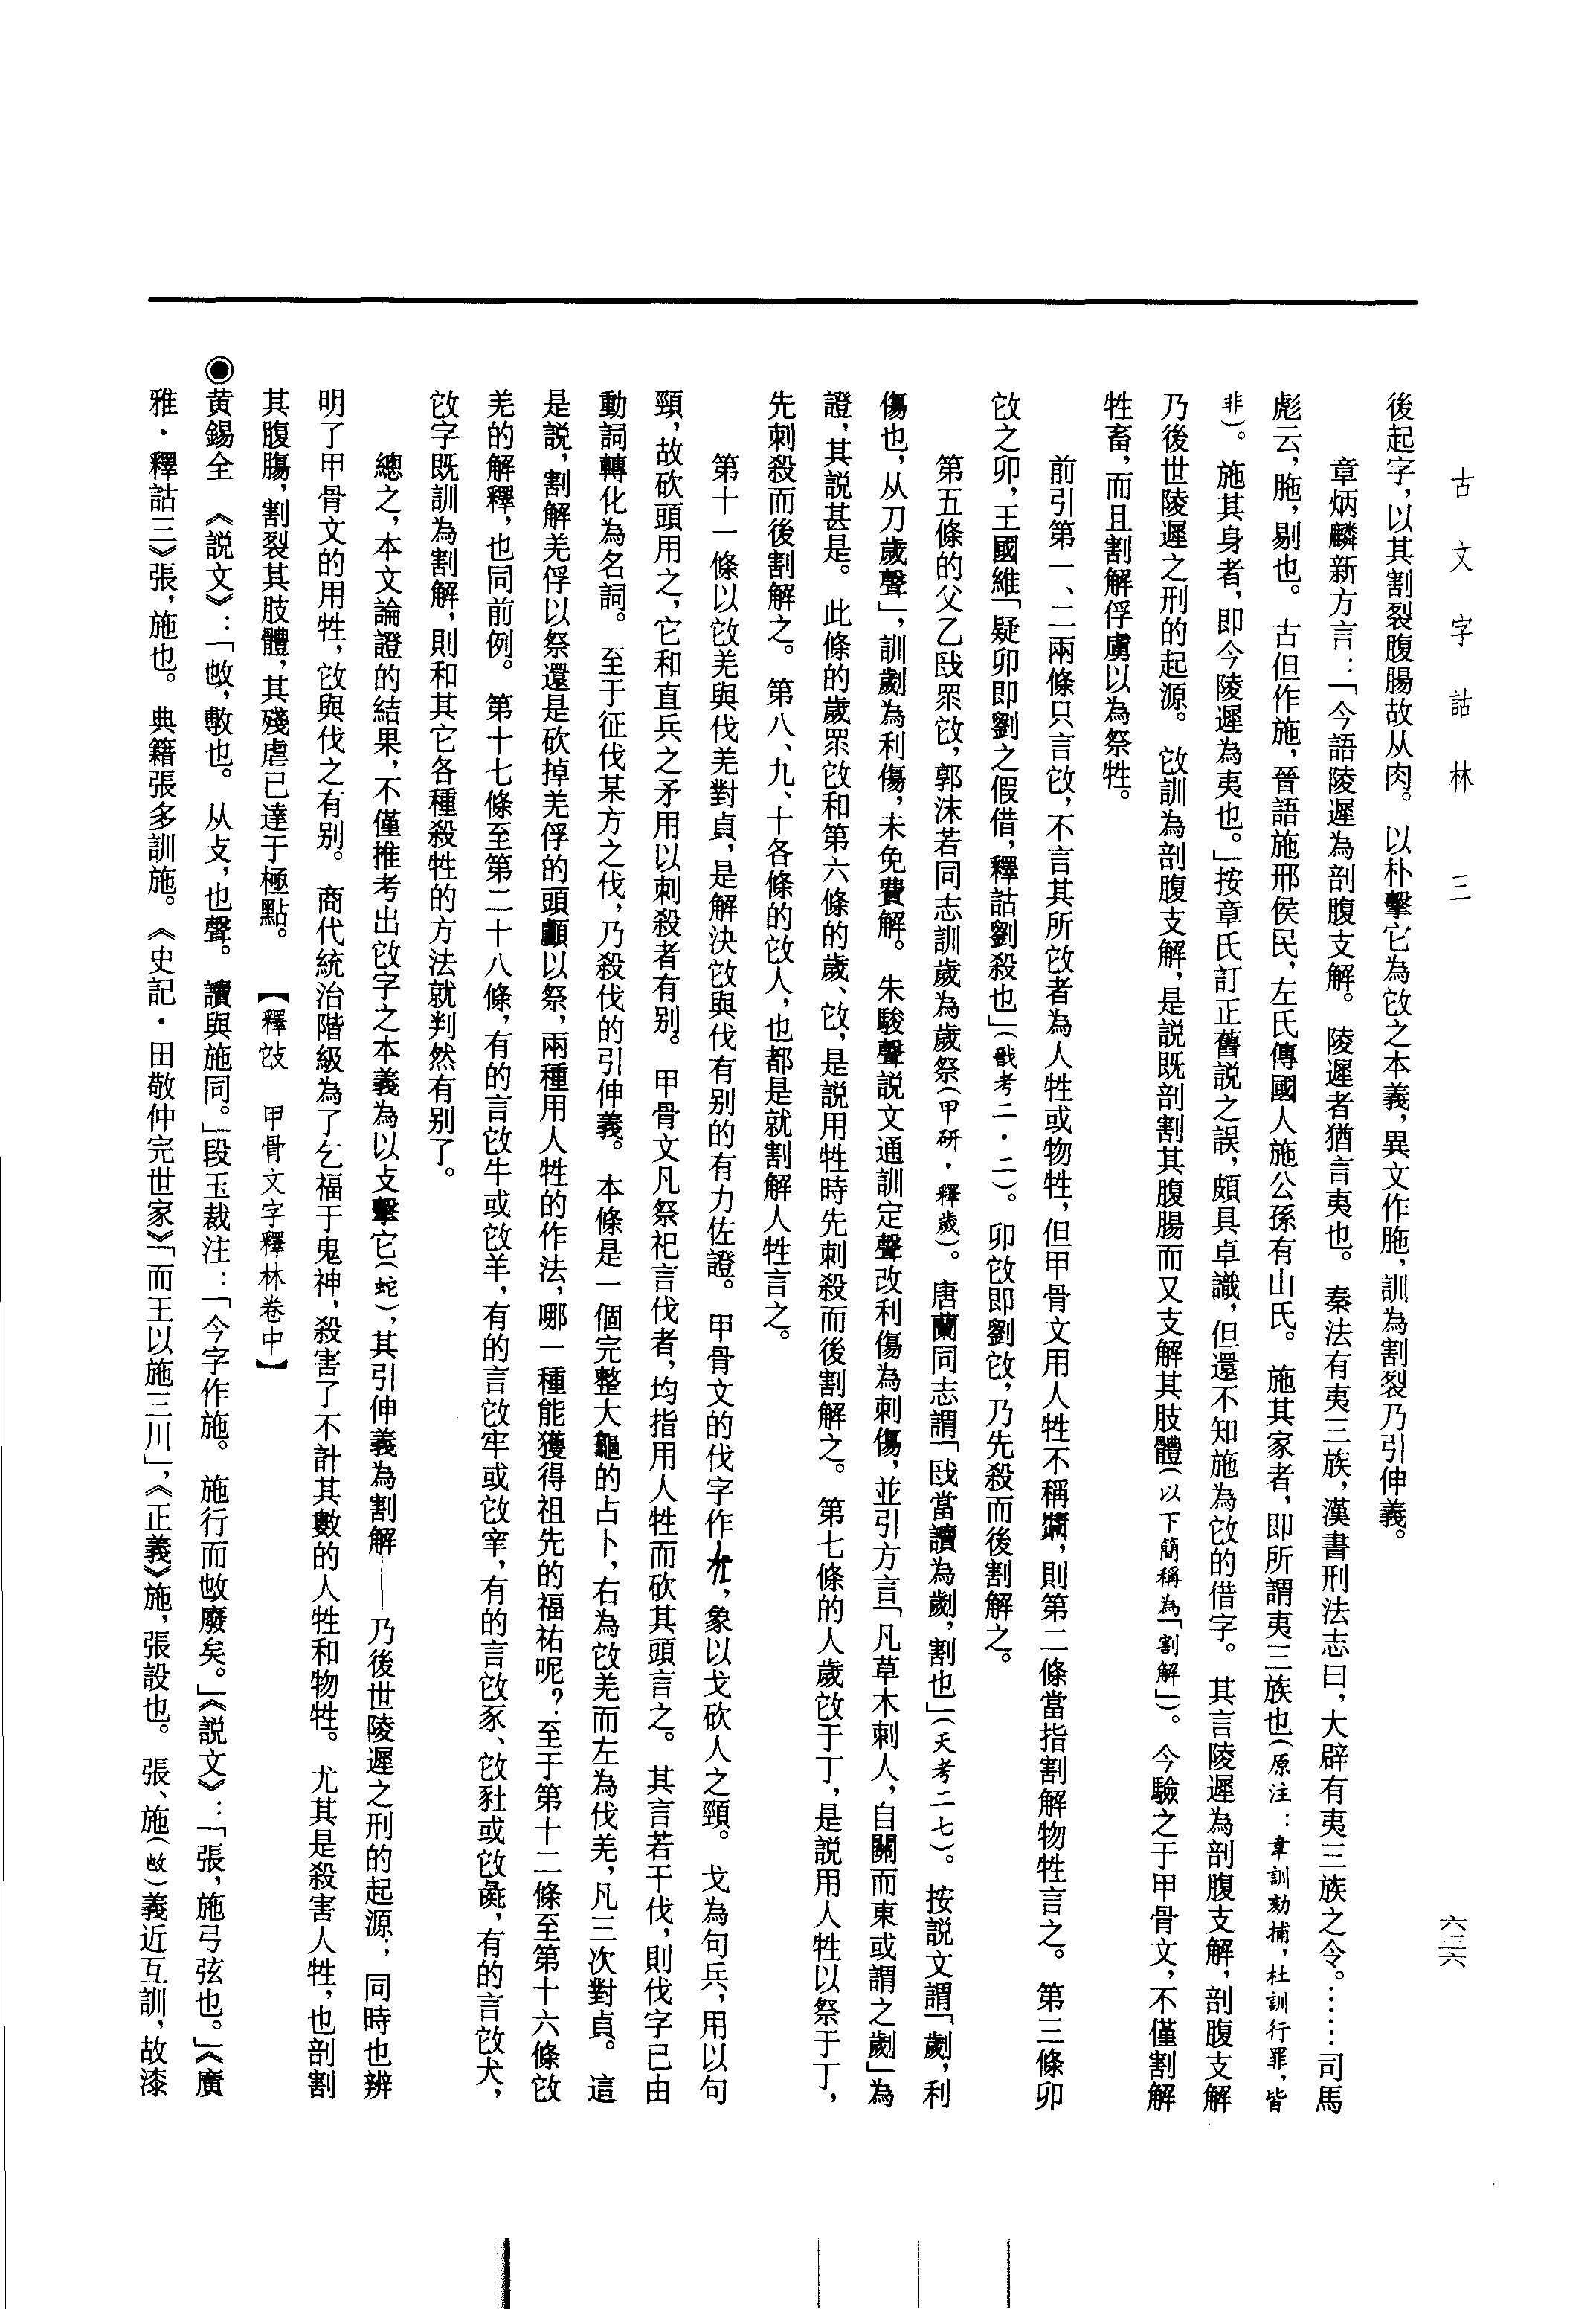 古文字詁林 三
六三六
後起字，以其割裂腹腸故从肉。以朴擊它為㪔之本義，異文作胣，訓為割裂乃引伸義。
章炳麟新方言：「今語陵遲為剖腹支解。陵遲者猶言夷也。秦法有夷三族，漢書刑法志曰，大辟有夷三族之令。……司馬
彪云，胣，剔也。古但作施，晉語施邢侯民，左氏傳國人施公孫有山氏。施其家者，即所謂夷三族也（原注：韋訓劾捕，杜訓行罪，皆
非）。施其身者，即今陵遲為夷也。」按章氏訂正舊說之誤，頗具卓識，但還不知施為𢻫的借字。其言陵遲為剖腹支解，剖腹支解
乃後世陵遲之刑的起源。𢻫訓為剖腹支解，是說既剖割其腹腸而又支解其肢體（以下簡稱為「割解」）。今驗之于甲骨文，不僅割解
牲畜，而且割解俘虜以為祭牲。
前引第一、二兩條只言𢻫，不言其所𢻫者為人牲或物牲，但甲骨文用人牲不稱，則第二條當指割解物牲言之。第三條卯
𢻫之卯，王國維「疑卯即劉之假借，釋詁劉殺也」（戩考二·二）。卯𢻫即劉𢻫，乃先殺而後割解之。
第五條的父乙戉眔𢻫，郭沫若同志訓歲為歲祭（甲研·釋歲）。唐蘭同志謂「戉當讀為劌，割也」（天考二七）。按說文謂「劌，利
傷也，从刀歲聲」，訓劌為利傷，未免費解。朱駿聲說文通訓定聲改利傷為刺傷，並引方言「凡草木刺人，自關而東或謂之劌」為
證，其說甚是。此條的歲眔𢻫和第六條的歲、𢻫，是說用牲時先刺殺而後割解之。第七條的人歲𢻫于丁，是說用人牲以祭于丁，
先刺殺而後割解之。第八、九、十各條的𢻫人，也都是就割解人牲言之。
第十一條以𢻫羌與伐羌對貞，是解決𢻫與伐有別的有力佐證。甲骨文的伐字作，象以戈砍人之頸。戈為句兵，用以句
頸，故砍頭用之，它和直兵之矛用以刺殺者有別。甲骨文凡祭祀言伐者，均指用人牲而砍其頭言之。其言若干伐，則伐字已由
動詞轉化為名詞。至于征伐某方之伐，乃殺伐的引伸義。本條是一個完整大龜的占卜，右為𢻫羌而左為伐羌，凡三次對貞。這
是說，割解羌俘以祭還是砍掉羌俘的頭顱以祭，兩種用人牲的作法，哪一種能獲得祖先的福祐呢？至于第十二條至第十六條𢻫
羌的解釋，也同前例。第十七條至第二十八條，有的言𢻫牛或𢻫羊，有的言𢻫牢或𢻫宰，有的言𢻫豕、𢻫𧰵或𢻫彘，有的言𢻫犬，
𢻫字既訓為割解，則和其它各種殺牲的方法就判然有別了。
總之，本文論證的結果，不僅推考出𢻫字之本義為以攴擊它（蛇），其引伸義為割解——乃後世陵遲之刑的起源；同時也辨
明了甲骨文的用牲，𢻫與伐之有別。商代統治階級為了乞福于鬼神，殺害了不計其數的人牲和物牲。尤其是殺害人牲，也剖割
其腹腸，割裂其肢體，其殘虐已達于極點。【釋𢻫　甲骨文字釋林卷中】
◉黃錫全　《說文》：「𢻫，敷也。从攴，也聲。讀與施同。」段玉裁注：「今字作施。施行而𢻫廢矣。」《說文》：「張，施弓弦也。」《廣
雅·釋詁三》張，施也。典籍張多訓施。《史記·田敬仲完世家》「而王以施三川」，《正義》施，張設也。張、施（𢻫）義近互訓，故漆